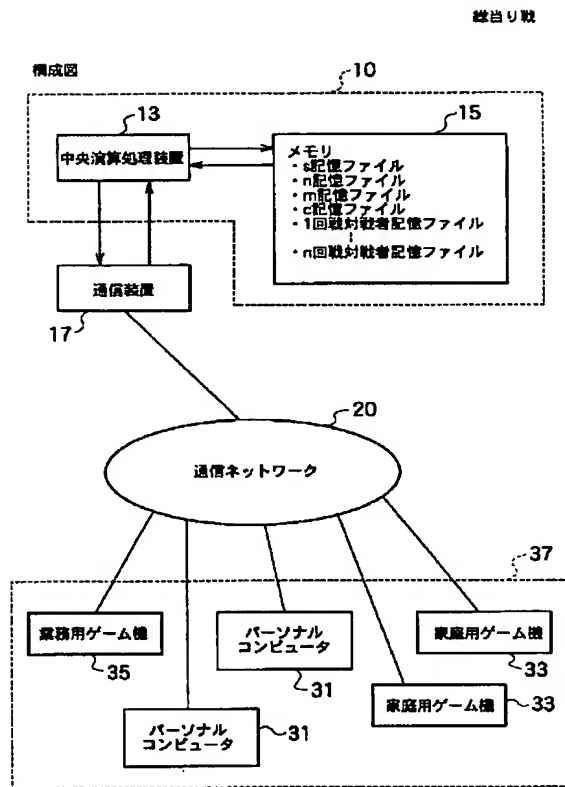 総当り戦
構成図
10
13
中央演算処理装置
15
メモリ
・s記憶ファイル
・n記憶ファイル
・m記憶ファイル
・c記憶ファイル
・1回戦対戦者記憶ファイル
・n回戦対戦者記憶ファイル
通信装置
17
20
通信ネットワーク
37
業務用ゲーム機
35
パーソナル
コンピュータ
31
家庭用ゲーム機
33
パーソナル
コンピュータ
31
家庭用ゲーム機
33